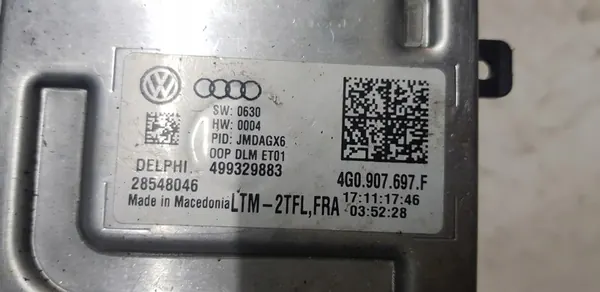 SW: 0630
HW: 0004
PID: JMDAGX6
OOP DLM ET01
DELPHI 499329883
28548046
4G0.907.697.F
Made in Macedonia LTM-2TFL,FRA
17:11:17:46
03:52:28